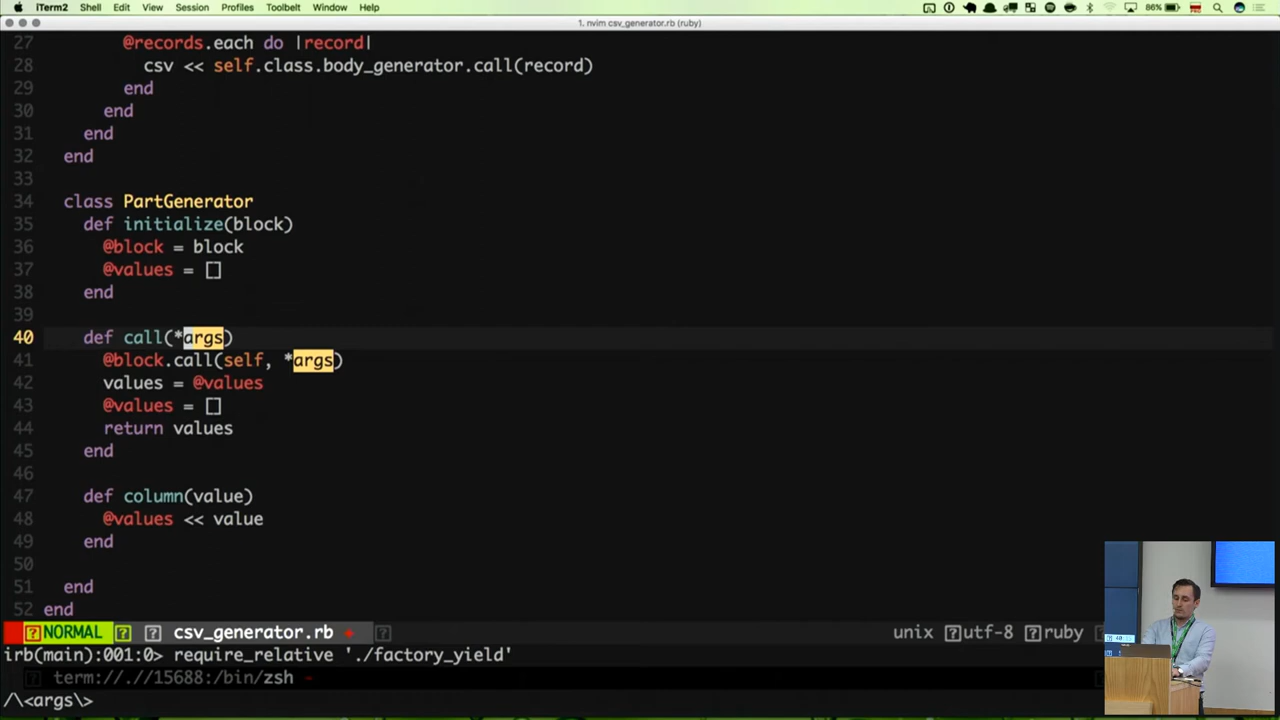 iTerm2 Shell Edit View Session Profiles Toolbelt Window Help 86%
1. nvim csv_generator.rb (ruby)
27 @records.each do |record|
28 csv << self.class.body_generator.call(record)
29 end
30 end
31 end
32 end
33
34 class PartGenerator
35 def initialize(block)
36 @block = block
37 @values = []
38 end
39
40 def call(*args)
41 @block.call(self, *args)
42 values = @values
43 @values = []
44 return values
45 end
46
47 def column(value)
48 @values << value
49 end
50
51 end
52 end
NORMAL csv_generator.rb unix utf-8 ruby
irb(main):001:0> require_relative './factory_yield'
term://.//15688:/bin/zsh
/\<args\>